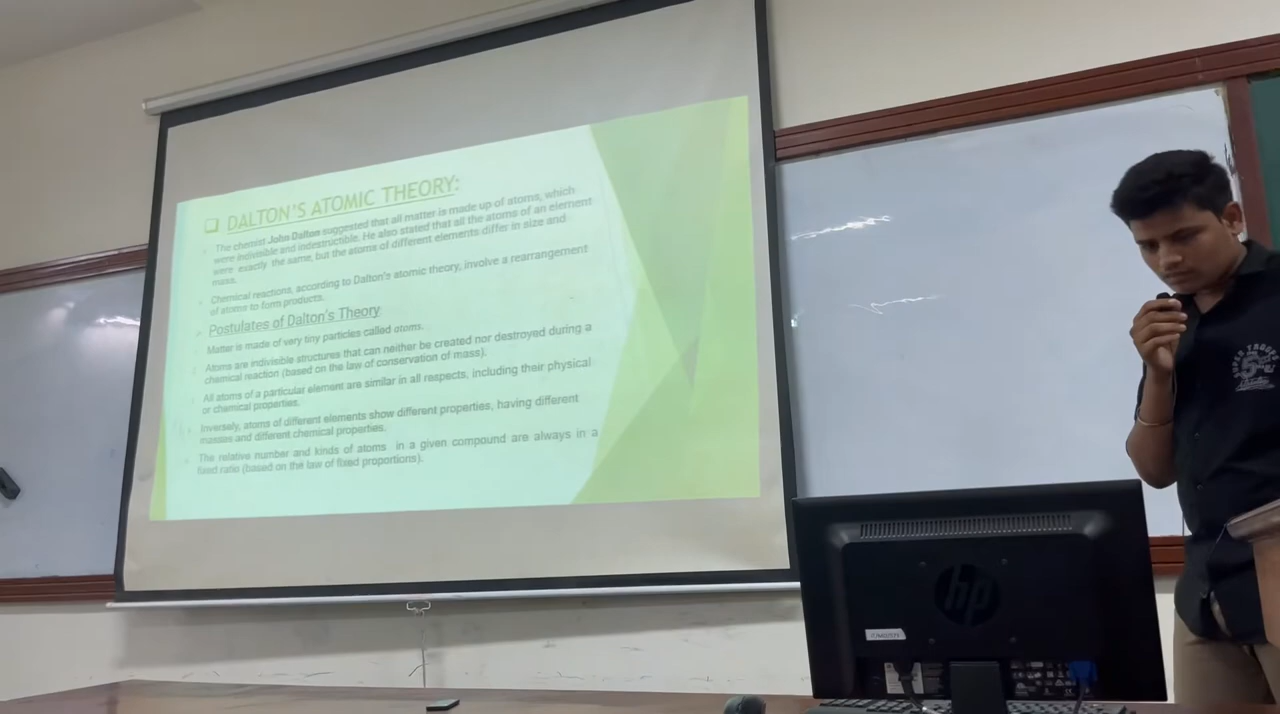 DALTON'S ATOMIC THEORY:
The chemist John Dalton suggested that all matter is made up of atoms, which
were indivisible and indestructible. He also stated that all the atoms of an element
were exactly the same, but the atoms of different elements differ in size and
mass.
Chemical reactions, according to Dalton's atomic theory, involve a rearrangement
of atoms to form products.
Postulates of Dalton's Theory
Matter is made of very tiny particles called atoms.
Atoms are indivisible structures that can neither be created nor destroyed during a
chemical reaction (based on the law of conservation of mass).
All atoms of a particular element are similar in all respects, including their physical
or chemical properties.
Inversely, atoms of different elements show different properties, having different
masses and different chemical properties.
The relative number and kinds of atoms in a given compound are always in a
fixed ratio (based on the law of fixed proportions).
hp
5